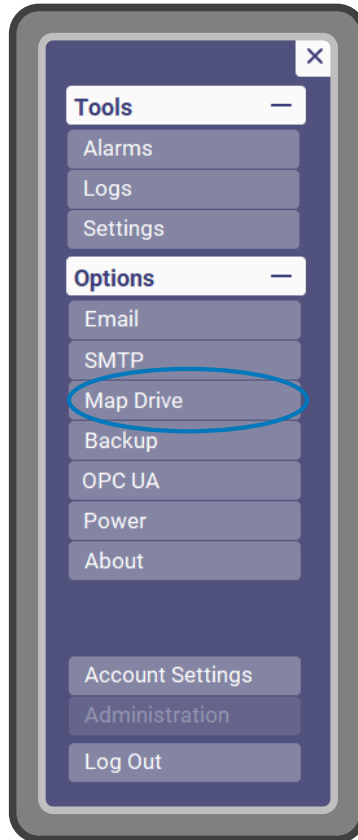 Tools
Alarms
Logs
Settings
Options
Email
SMTP
Map Drive
Backup
OPC UA
Power
About
Account Settings
Administration
Log Out